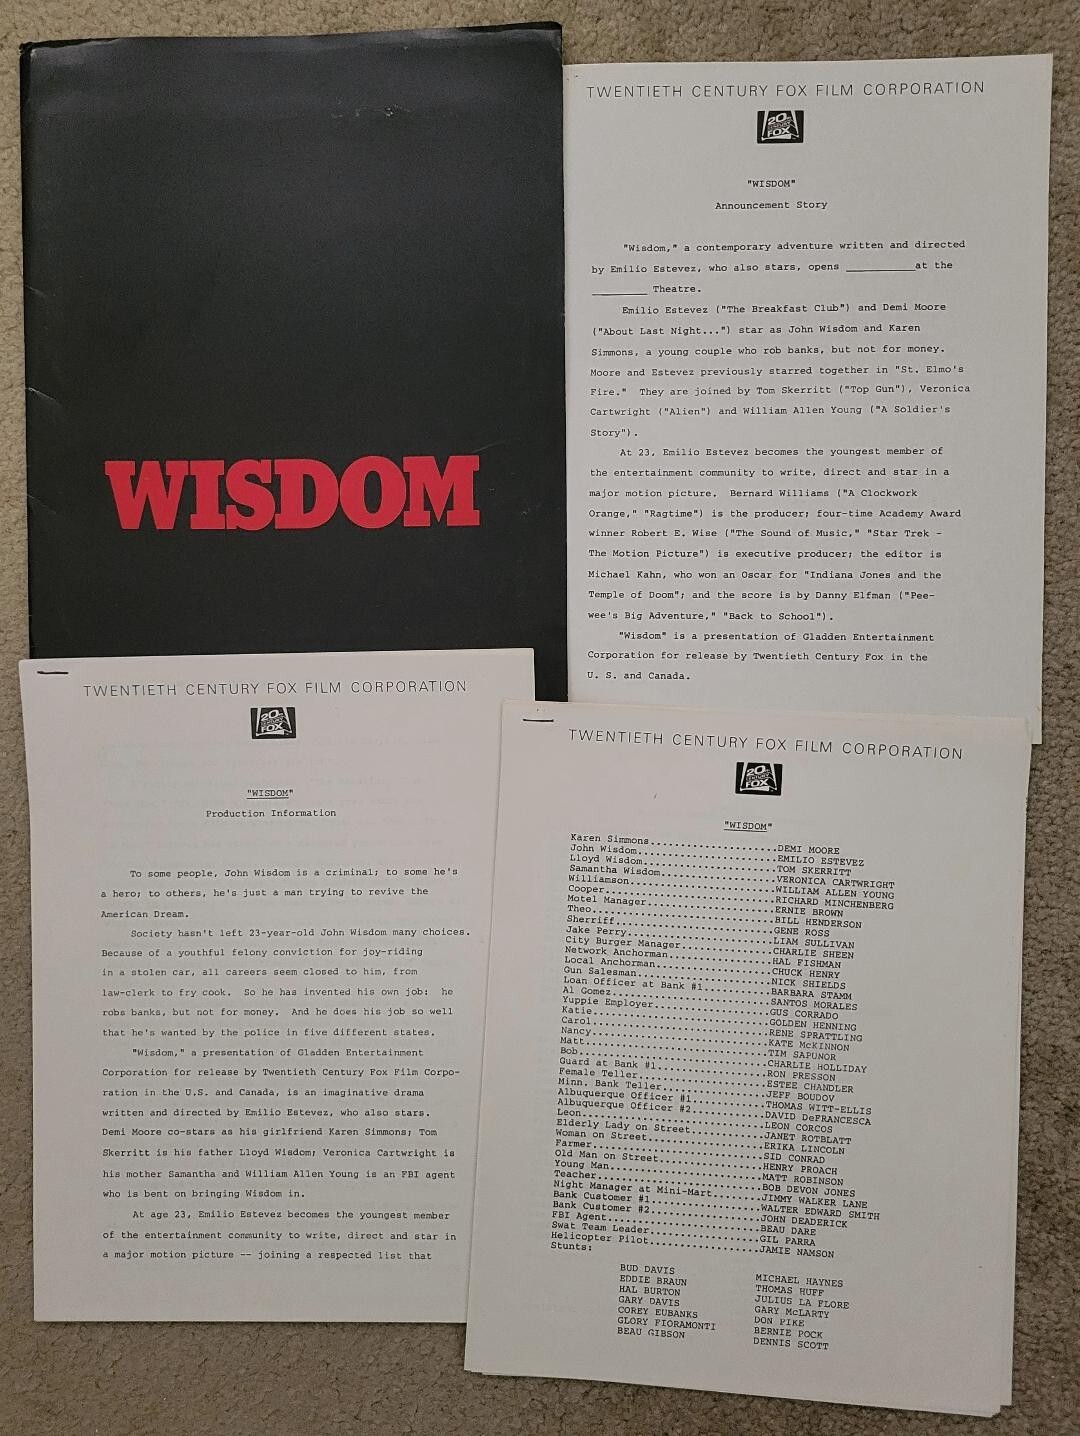 WISDOM
TWENTIETH CENTURY FOX FILM CORPORATION
20th
CENTURY
FOX
"WISDOM"
Announcement Story
"Wisdom," a contemporary adventure written and directed
by Emilio Estevez, who also stars, opens ____________at the
__________ Theatre.
Emilio Estevez ("The Breakfast Club") and Demi Moore
("About Last Night...") star as John Wisdom and Karen
Simmons, a young couple who rob banks, but not for money.
Moore and Estevez previously starred together in "St. Elmo's
Fire." They are joined by Tom Skerritt ("Top Gun"), Veronica
Cartwright ("Alien") and William Allen Young ("A Soldier's
Story").
At 23, Emilio Estevez becomes the youngest member of
the entertainment community to write, direct and star in a
major motion picture. Bernard Williams ("A Clockwork
Orange," "Ragtime") is the producer; four-time Academy Award
winner Robert E. Wise ("The Sound of Music," "Star Trek -
The Motion Picture") is executive producer; the editor is
Michael Kahn, who won an Oscar for "Indiana Jones and the
Temple of Doom"; and the score is by Danny Elfman ("Pee-
wee's Big Adventure," "Back to School").
"Wisdom" is a presentation of Gladden Entertainment
Corporation for release by Twentieth Century Fox in the
U. S. and Canada.
TWENTIETH CENTURY FOX FILM CORPORATION
20th
CENTURY
FOX
"WISDOM"
Production Information
To some people, John Wisdom is a criminal; to some he's
a hero; to others, he's just a man trying to revive the
American Dream.
Society hasn't left 23-year-old John Wisdom many choices.
Because of a youthful felony conviction for joy-riding
in a stolen car, all careers seem closed to him, from
law-clerk to fry cook. So he has invented his own job: he
robs banks, but not for money. And he does his job so well
that he's wanted by the police in five different states.
"Wisdom," a presentation of Gladden Entertainment
Corporation for release by Twentieth Century Fox Film Corpo-
ration in the U.S. and Canada, is an imaginative drama
written and directed by Emilio Estevez, who also stars.
Demi Moore co-stars as his girlfriend Karen Simmons; Tom
Skerritt is his father Lloyd Wisdom; Veronica Cartwright is
his mother Samantha and William Allen Young is an FBI agent
who is bent on bringing Wisdom in.
At age 23, Emilio Estevez becomes the youngest member
of the entertainment community to write, direct and star in
a major motion picture -- joining a respected list that
TWENTIETH CENTURY FOX FILM CORPORATION
20th
CENTURY
FOX
"WISDOM"
Karen Simmons.....................DEMI MOORE
John Wisdom.......................EMILIO ESTEVEZ
Lloyd Wisdom......................TOM SKERRITT
Samantha Wisdom...................VERONICA CARTWRIGHT
Williamson........................WILLIAM ALLEN YOUNG
Cooper............................RICHARD MINCHENBERG
Motel Manager.....................ERNIE BROWN
Theo..............................BILL HENDERSON
Sherriff..........................GENE ROSS
Jake Perry........................LIAM SULLIVAN
City Burger Manager...............CHARLIE SHEEN
Network Anchorman.................HAL FISHMAN
Local Anchorman...................CHUCK HENRY
Gun Salesman......................NICK SHIELDS
Loan Officer at Bank #1...........BARBARA STAMM
Al Gomez..........................SANTOS MORALES
Yuppie Employer...................GUS CORRADO
Katie.............................GOLDEN HENNING
Carol.............................RENE SPRATTLING
Nancy.............................KATE McKINNON
Matt..............................TIM SAPUNOR
Bob...............................CHARLIE HOLLIDAY
Guard at Bank #1..................RON PRESSON
Female Teller.....................ESTEE CHANDLER
Minn. Bank Teller.................JEFF BOUDOV
Albuquerque Officer #1............THOMAS WITT-ELLIS
Albuquerque Officer #2............DAVID DeFRANCESCA
Leon..............................LEON CORCOS
Elderly Lady on Street............JANET ROTBLATT
Woman on Street...................ERIKA LINCOLN
Farmer............................SID CONRAD
Old Man on Street.................HENRY PROACH
Young Man.........................MATT ROBINSON
Teacher...........................BOB DEVON JONES
Night Manager at Mini-Mart........JIMMY WALKER LANE
Bank Customer #1..................WALTER EDWARD SMITH
Bank Customer #2..................JOHN DEADERICK
FBI Agent.........................BEAU DARE
Swat Team Leader..................GIL PARRA
Helicopter Pilot..................JAMIE NAMSON
Stunts:
BUD DAVIS MICHAEL HAYNES
EDDIE BRAUN THOMAS HUFF
HAL BURTON JULIUS LA FLORE
GARY DAVIS GARY McLARTY
COREY EUBANKS DON PIKE
GLORY FIORAMONTI BERNIE POCK
BEAU GIBSON DENNIS SCOTT